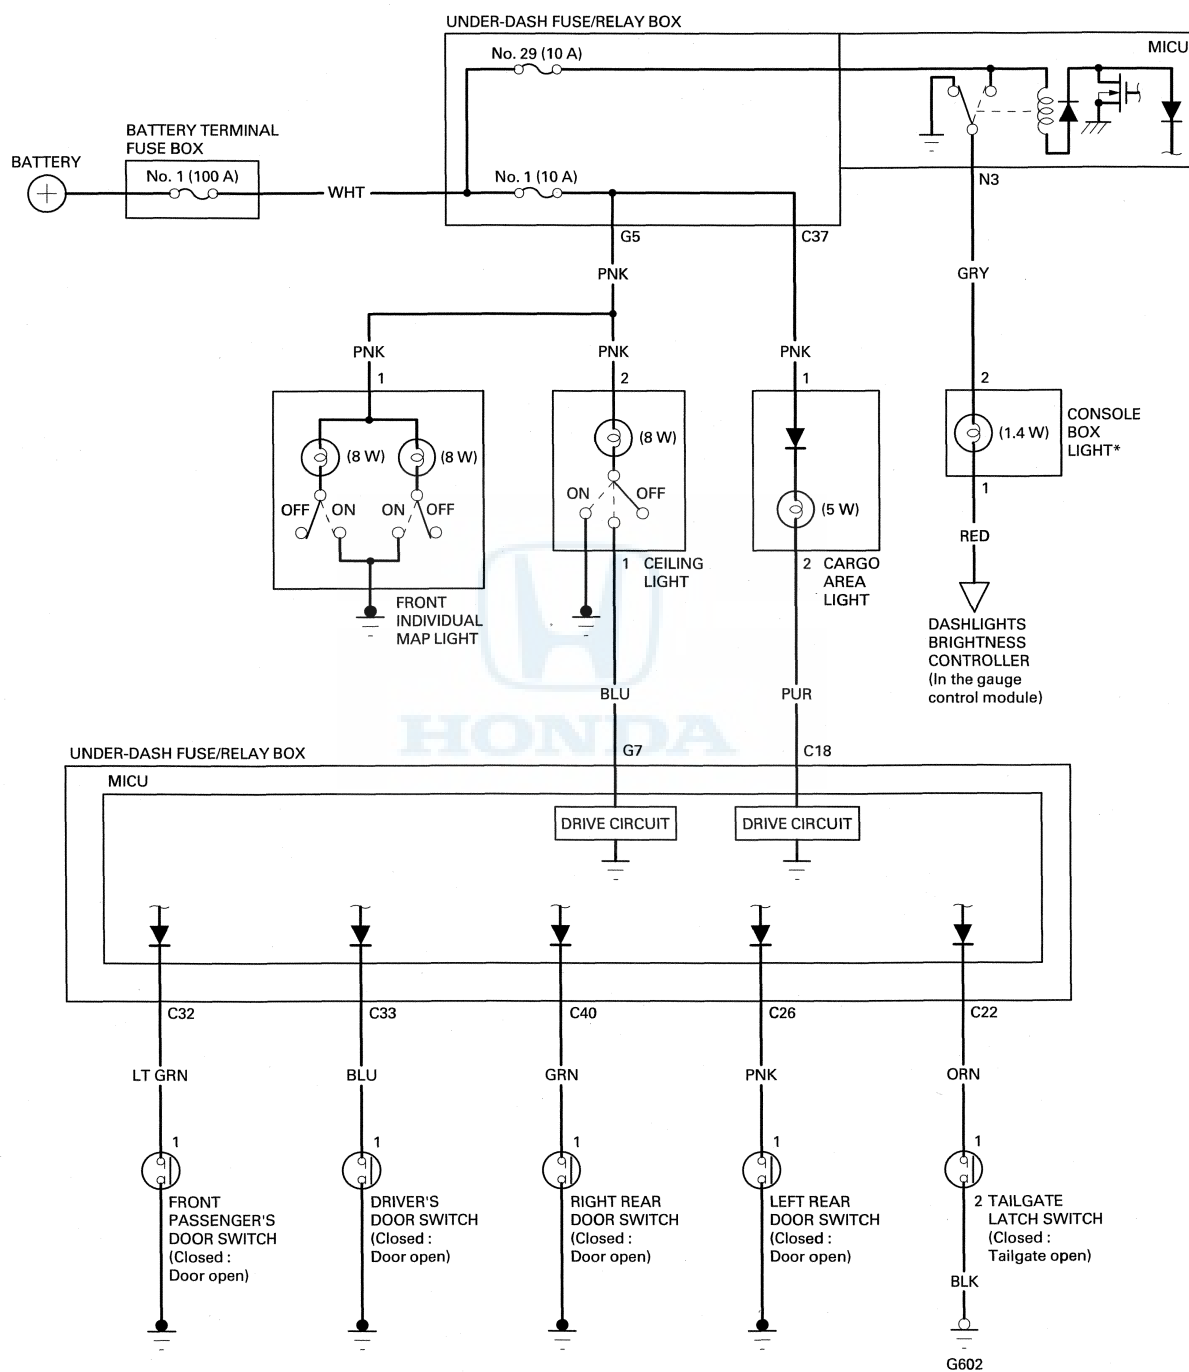 UNDER-DASH FUSE/RELAY BOX
MICU
No. 29 (10 A)
BATTERY TERMINAL
FUSE BOX
BATTERY
No. 1 (100 A)
WHT
No. 1 (10 A)
N3
G5
C37
PNK
GRY
PNK
PNK
PNK
1
2
1
2
CONSOLE
BOX
LIGHT*
(1.4 W)
(8 W)
(8 W)
(8 W)
OFF
ON
ON
OFF
ON
OFF
(5 W)
1
RED
1
CEILING
LIGHT
2
CARGO
AREA
LIGHT
FRONT
INDIVIDUAL
MAP LIGHT
DASHLIGHTS
BRIGHTNESS
CONTROLLER
(In the gauge
control module)
BLU
PUR
HONDA
UNDER-DASH FUSE/RELAY BOX
G7
C18
MICU
DRIVE CIRCUIT
DRIVE CIRCUIT
C32
C33
C40
C26
C22
LT GRN
BLU
GRN
PNK
ORN
1
1
1
1
1
FRONT
PASSENGER'S
DOOR SWITCH
(Closed :
Door open)
DRIVER'S
DOOR SWITCH
(Closed :
Door open)
RIGHT REAR
DOOR SWITCH
(Closed :
Door open)
LEFT REAR
DOOR SWITCH
(Closed :
Door open)
2 TAILGATE
LATCH SWITCH
(Closed :
Tailgate open)
BLK
G602